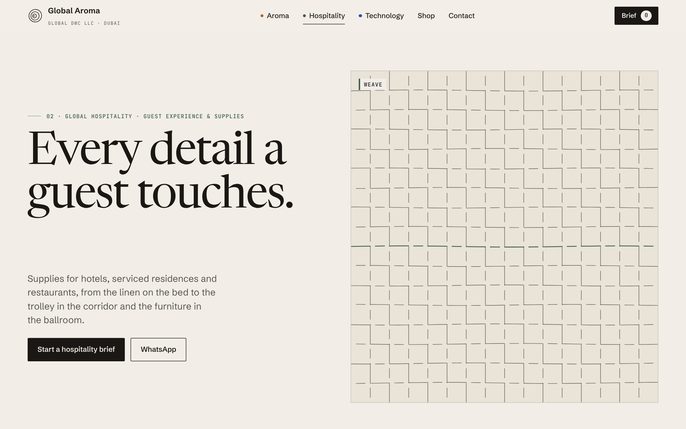 Global Aroma
GLOBAL DWC LLC · DUBAI
Aroma
Hospitality
Technology
Shop
Contact
Brief 0
WEAVE
02 · GLOBAL HOSPITALITY · GUEST EXPERIENCE & SUPPLIES
Every detail a
guest touches.
Supplies for hotels, serviced residences and
restaurants, from the linen on the bed to the
trolley in the corridor and the furniture in
the ballroom.
Start a hospitality brief
WhatsApp